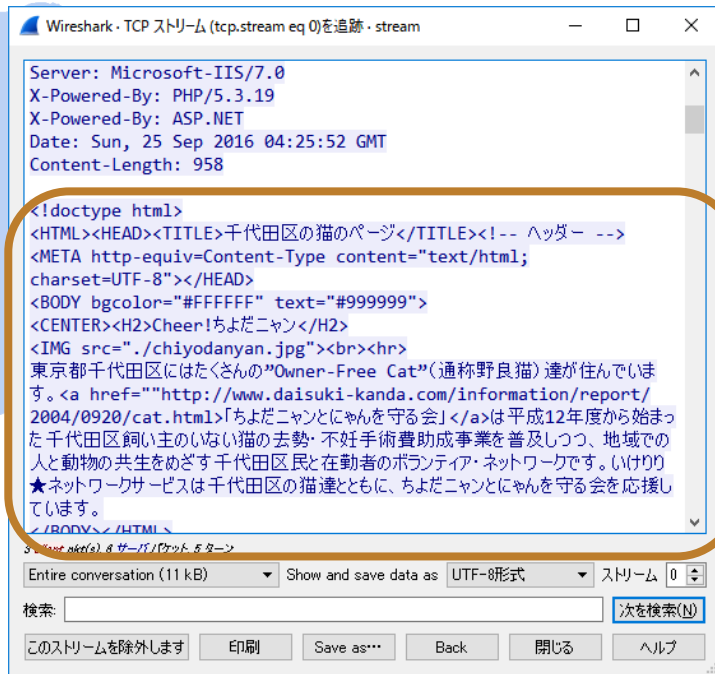 Wireshark · TCP ストリーム (tcp.stream eq 0)を追跡 · stream
Server: Microsoft-IIS/7.0
X-Powered-By: PHP/5.3.19
X-Powered-By: ASP.NET
Date: Sun, 25 Sep 2016 04:25:52 GMT
Content-Length: 958
<!doctype html>
<HTML><HEAD><TITLE>千代田区の猫のページ</TITLE><!-- ヘッダー -->
<META http-equiv=Content-Type content="text/html;
charset=UTF-8"></HEAD>
<BODY bgcolor="#FFFFFF" text="#999999">
<CENTER><H2>Cheer!ちよだニャン</H2>
<IMG src="./chiyodanyan.jpg"><br><hr>
東京都千代田区にはたくさんの”Owner-Free Cat”(通称野良猫) 達が住んでいま
す。<a href=""http://www.daisuki-kanda.com/information/report/
2004/0920/cat.html>「ちよだニャンとにゃんを守る会」</a>は平成12年度から始まっ
た千代田区飼い主のいない猫の去勢・不妊手術費助成事業を普及しつつ、地域での
人と動物の共生をめざす千代田区民と在勤者のボランティア・ネットワークです。いけりり
★ネットワークサービスは千代田区の猫達とともに、ちよだニャンとにゃんを守る会を応援し
ています。
</BODY></HTML>
pkt(s), 6 サーバ パケット, 5 ターン
Entire conversation (11 kB) Show and save data as UTF-8形式 ストリーム 0
検索: 次を検索(N)
このストリームを除外します 印刷 Save as… Back 閉じる ヘルプ